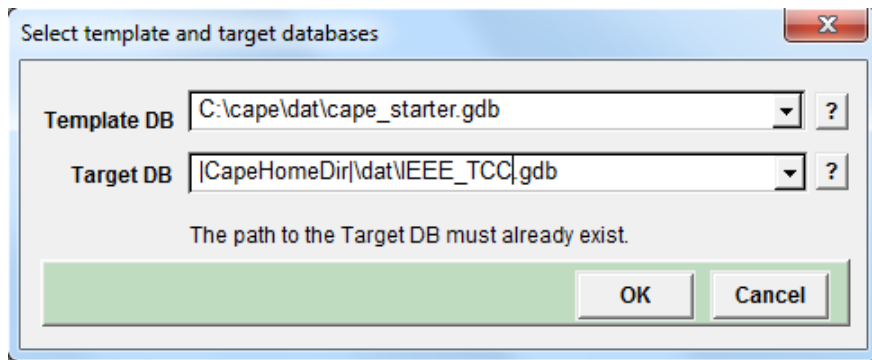 Select template and target databases
X
Template DB C:\cape\dat\cape_starter.gdb ?
Target DB |CapeHomeDir|\dat\IEEE_TCC.gdb ?
The path to the Target DB must already exist.
OK Cancel